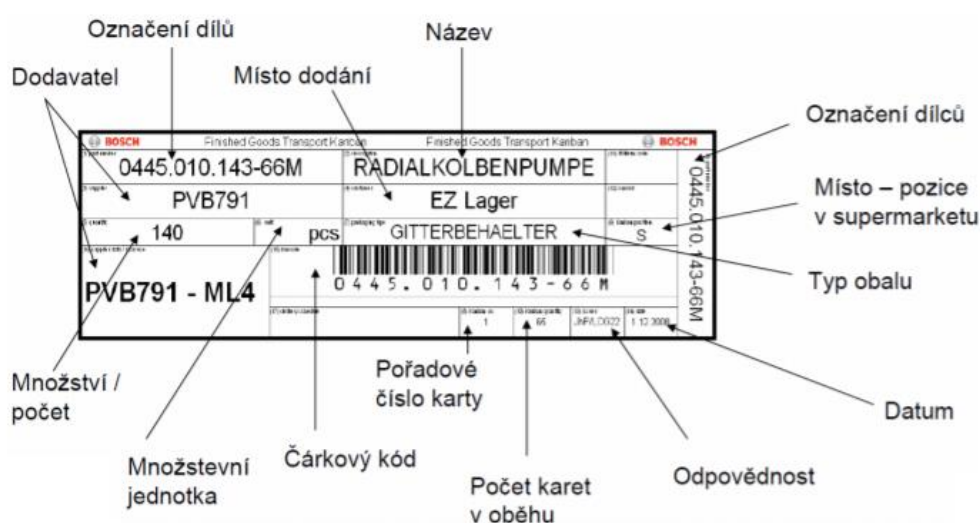 Označení dílů
Název
Dodavatel
Místo dodání
Označení dílců
BOSCH Finished Goods Transport Kanban Finished Goods Transport Kanban BOSCH
0445.010.143-66M RADIALKOLBENPUMPE
PVB791 EZ Lager
Místo – pozice
v supermarketu
140 pcs GITTERBEHAELTER S
0445.010.143-66M
Typ obalu
PVB791 - ML4
0445.010.143-66M
1 66 1.12.2008
Množství /
počet
Pořadové
číslo karty
Datum
Množstevní
jednotka
Čárkový kód
Počet karet
v oběhu
Odpovědnost